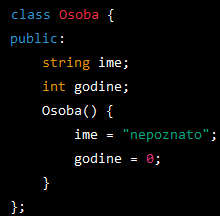 class Osoba {
public:
    string ime;
    int godine;
    Osoba() {
        ime = "nepoznato";
        godine = 0;
    }
};